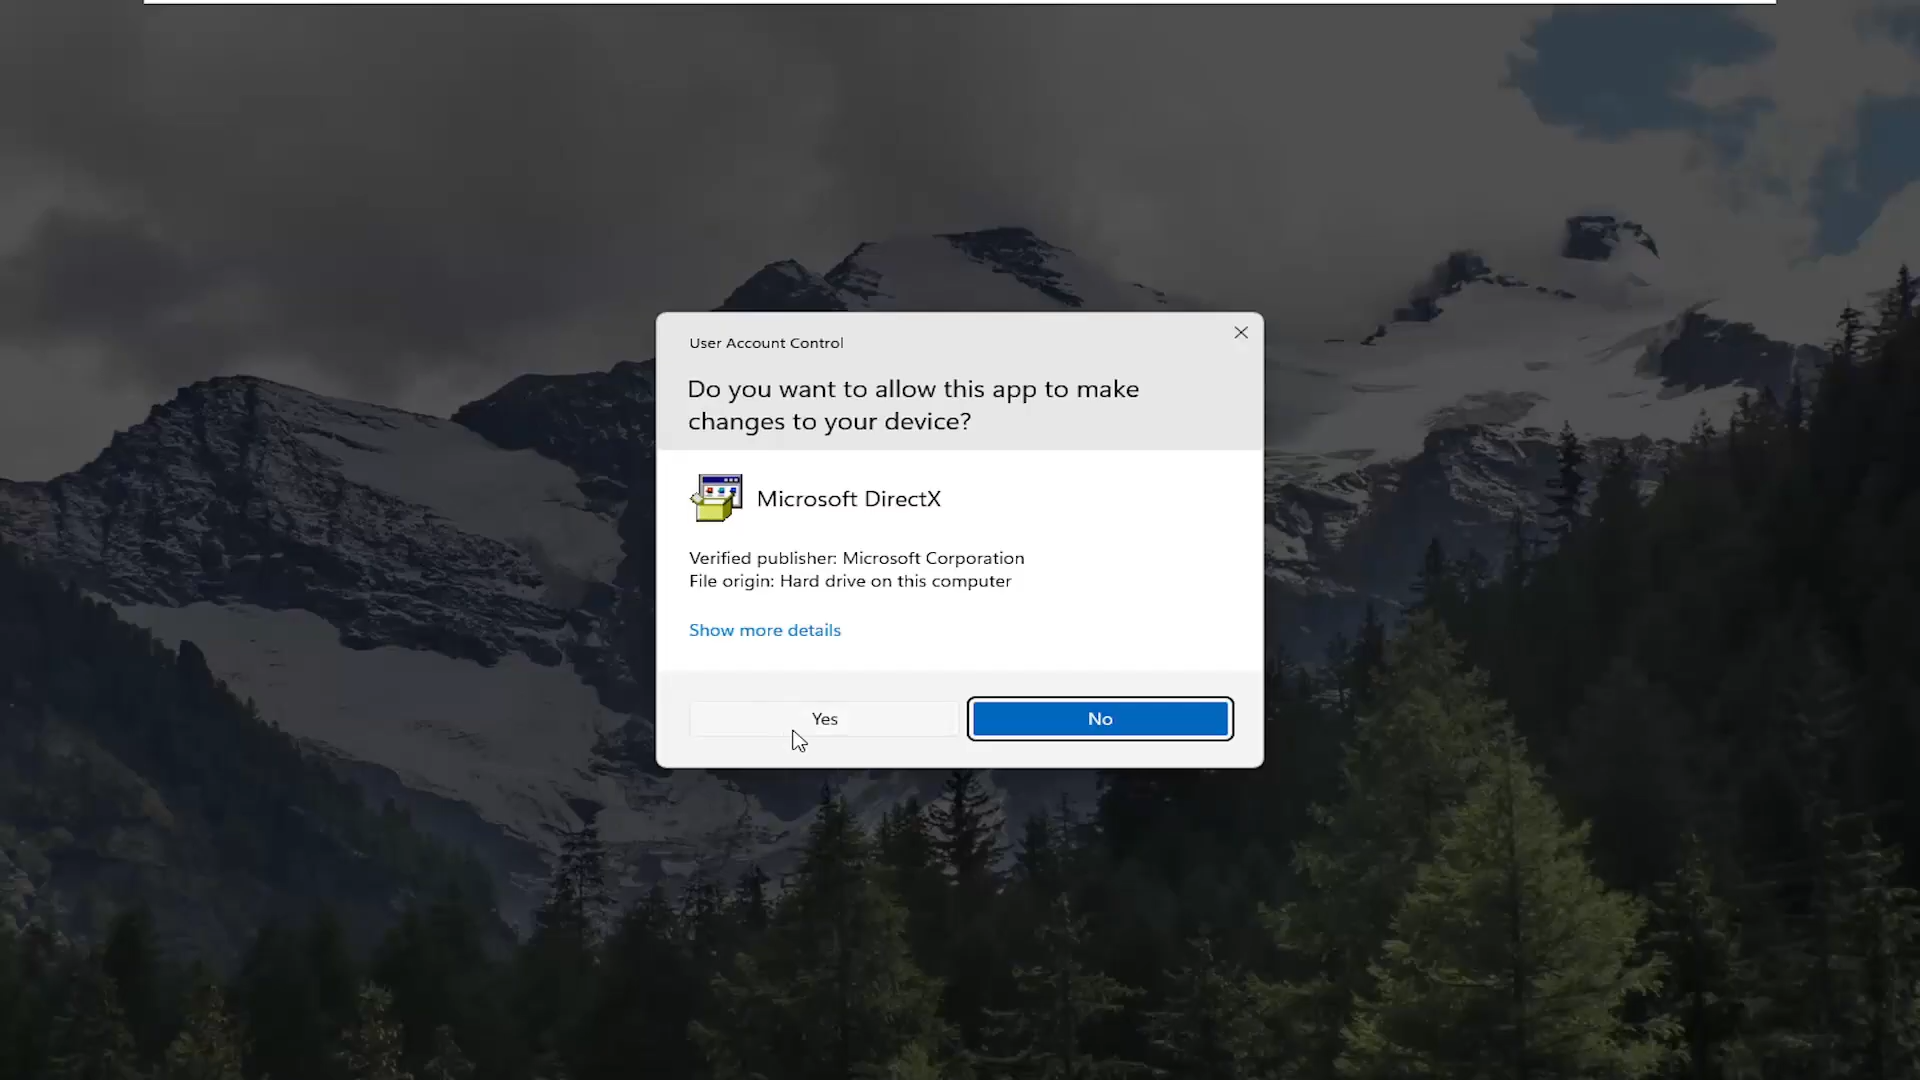 User Account Control
Do you want to allow this app to make
changes to your device?
Microsoft DirectX
Verified publisher: Microsoft Corporation
File origin: Hard drive on this computer
Show more details
Yes
No